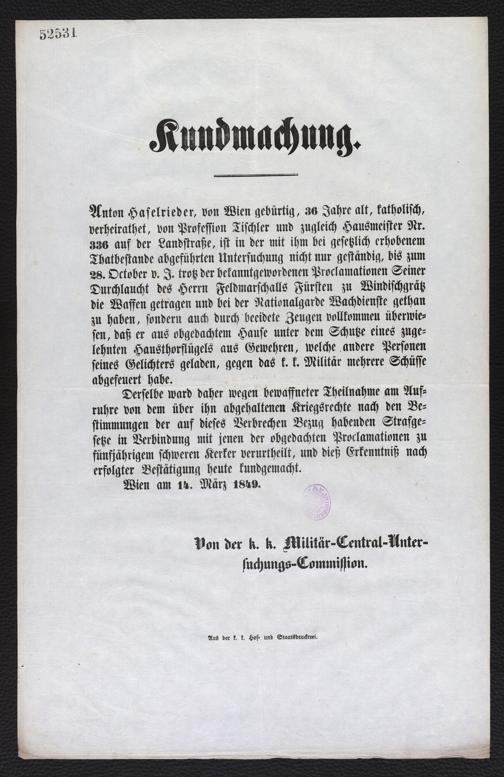 52531
Kundmachung.
Anton Haselrieder, von Wien gebürtig, 36 Jahre alt, katholisch,
verheirathet, von Profession Tischler und zugleich Hausmeister Nr.
336 auf der Landstraße, ist in der mit ihm bei gesetzlich erhobenem
Thatbestande abgeführten Untersuchung nicht nur geständig, bis zum
28. October v. J. trotz der bekanntgewordenen Proclamationen Seiner
Durchlaucht des Herrn Feldmarschalls Fürsten zu Windischgrätz
die Waffen getragen und bei der Nationalgarde Wachdienste gethan
zu haben, sondern auch durch beeidete Zeugen vollkommen überwie-
sen, daß er aus obgedachtem Hause unter dem Schutze eines zuge-
lehnten Hausthorflügels aus Gewehren, welche andere Personen
seines Gelichters geladen, gegen das k. k. Militär mehrere Schüsse
abgefeuert habe.
Derselbe ward daher wegen bewaffneter Theilnahme am Auf-
ruhre von dem über ihn abgehaltenen Kriegsrechte nach den Be-
stimmungen der auf dieses Verbrechen Bezug habenden Strafge-
setze in Verbindung mit jenen der obgedachten Proclamationen zu
fünfjährigem schweren Kerker verurtheilt, und dieß Erkenntniß nach
erfolgter Bestätigung heute kundgemacht.
Wien am 14. März 1849.
Von der k. k. Militär-Central-Unter-
suchungs-Commission.
Aus der k. k. Hof- und Staatsdruckerei.